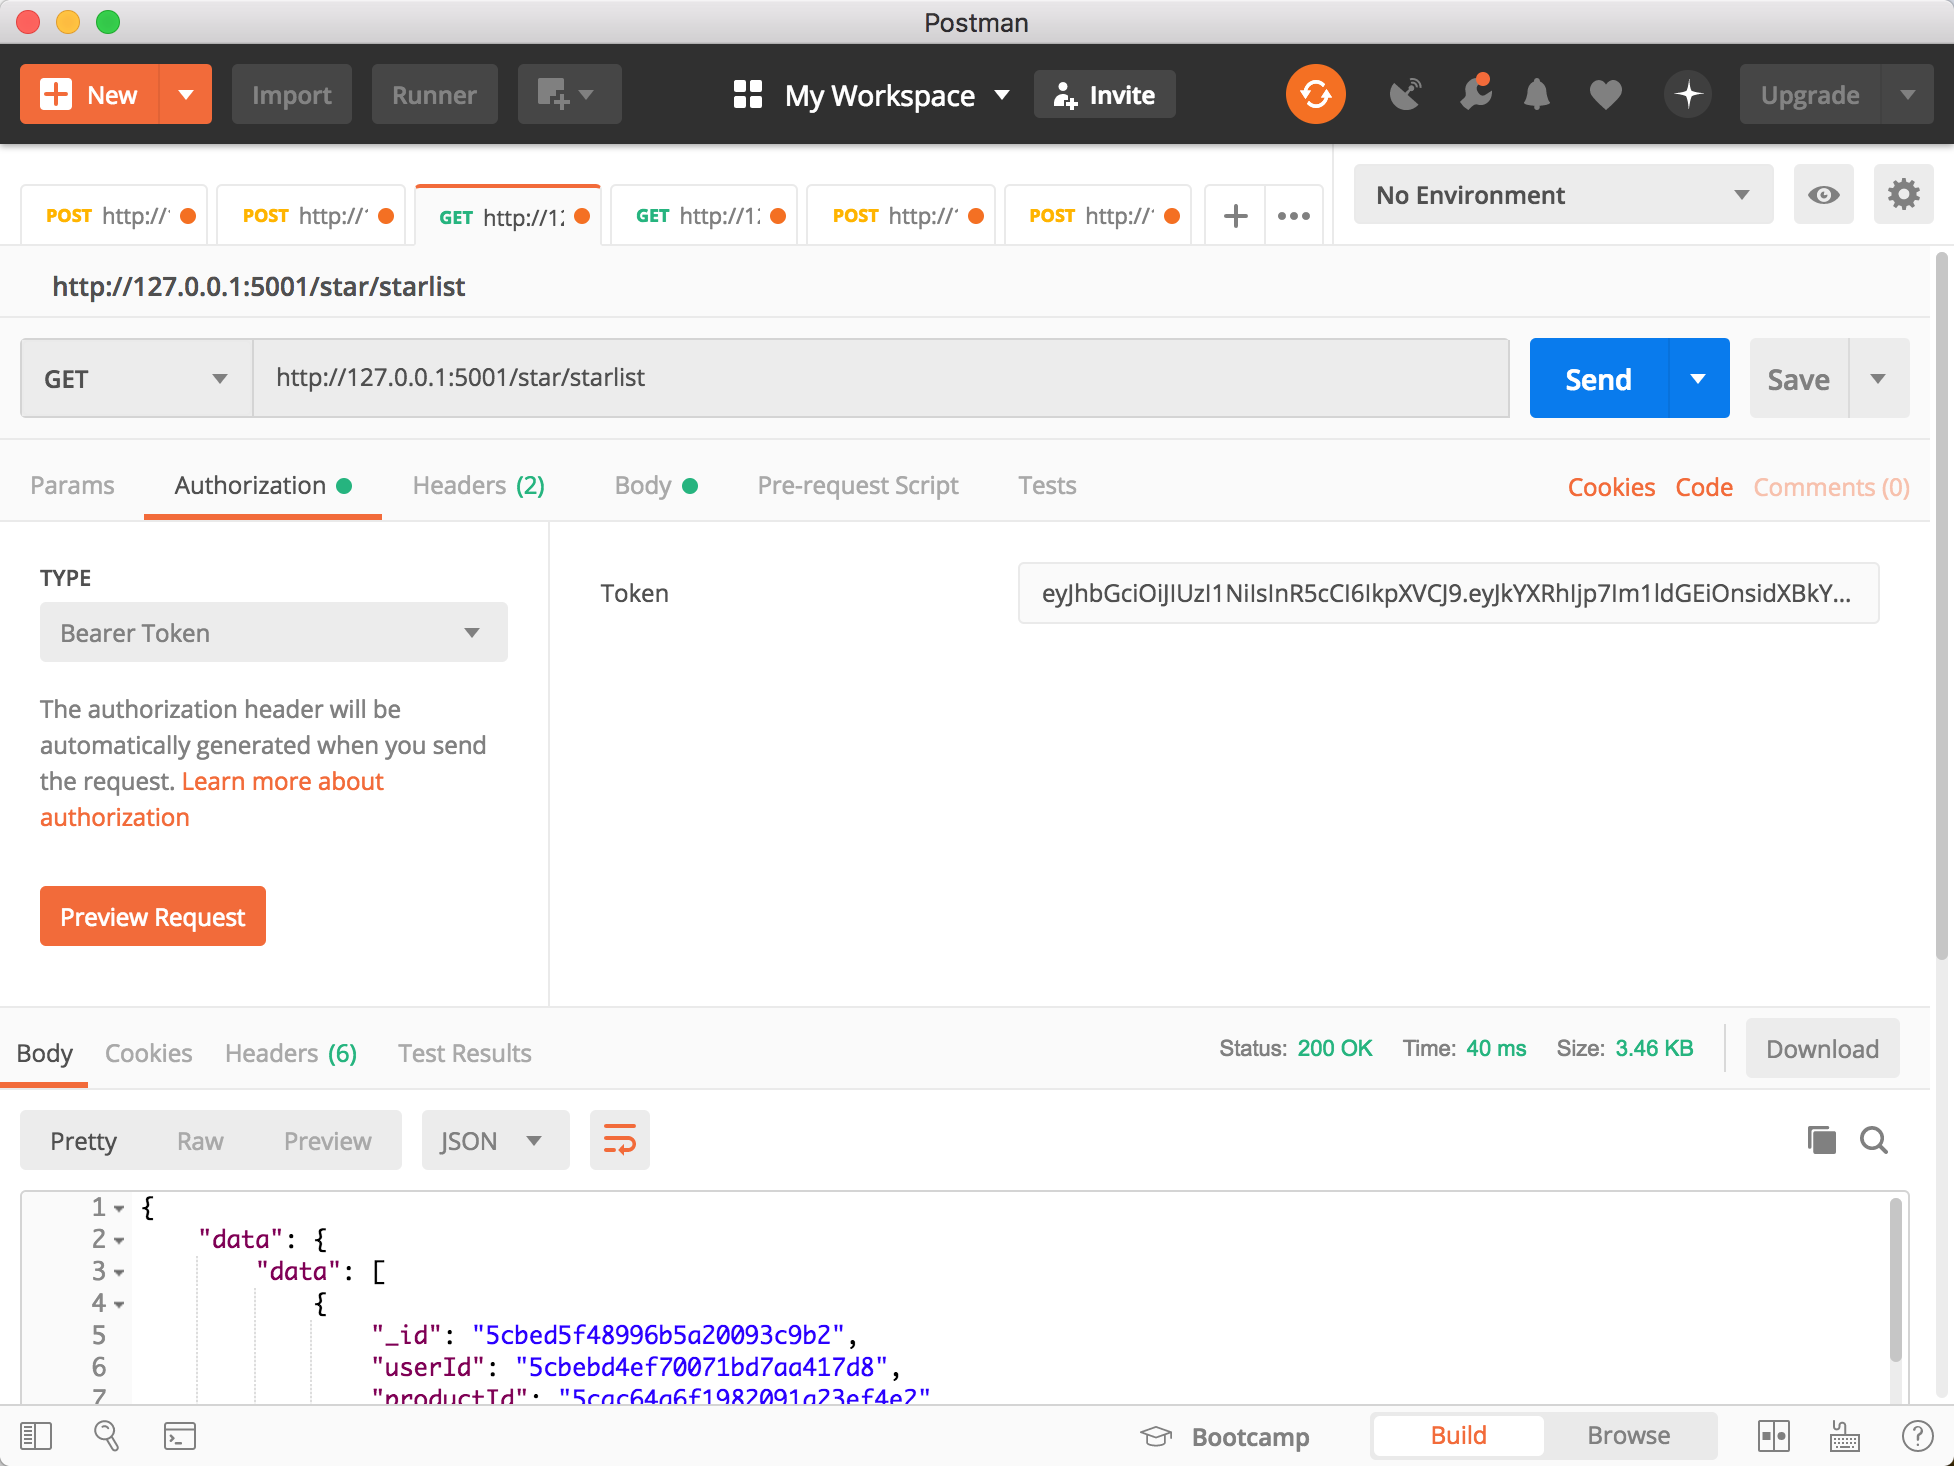 Postman
New
Import
Runner
My Workspace
Invite
Upgrade
POST http://
POST http://
GET http://12
GET http://12
POST http://
POST http://
No Environment
http://127.0.0.1:5001/star/starlist
GET
http://127.0.0.1:5001/star/starlist
Send
Save
Params
Authorization
Headers (2)
Body
Pre-request Script
Tests
Cookies
Code
Comments (0)
TYPE
Bearer Token
The authorization header will be
automatically generated when you send
the request. Learn more about
authorization
Preview Request
Token
eyJhbGciOiJIUzI1NiIsInR5cCI6IkpXVCJ9.eyJkYXRhIjp7Im1ldGEiOnsidXBkY...
Body
Cookies
Headers (6)
Test Results
Status: 200 OK
Time: 40 ms
Size: 3.46 KB
Download
Pretty
Raw
Preview
JSON
1 {
2 "data": {
3 "data": [
4 {
5 "_id": "5cbed5f48996b5a20093c9b2",
6 "userId": "5cbebd4ef70071bd7aa417d8",
7 "productId": "5cac64a6f1982091a23ef4e2"
Bootcamp
Build
Browse